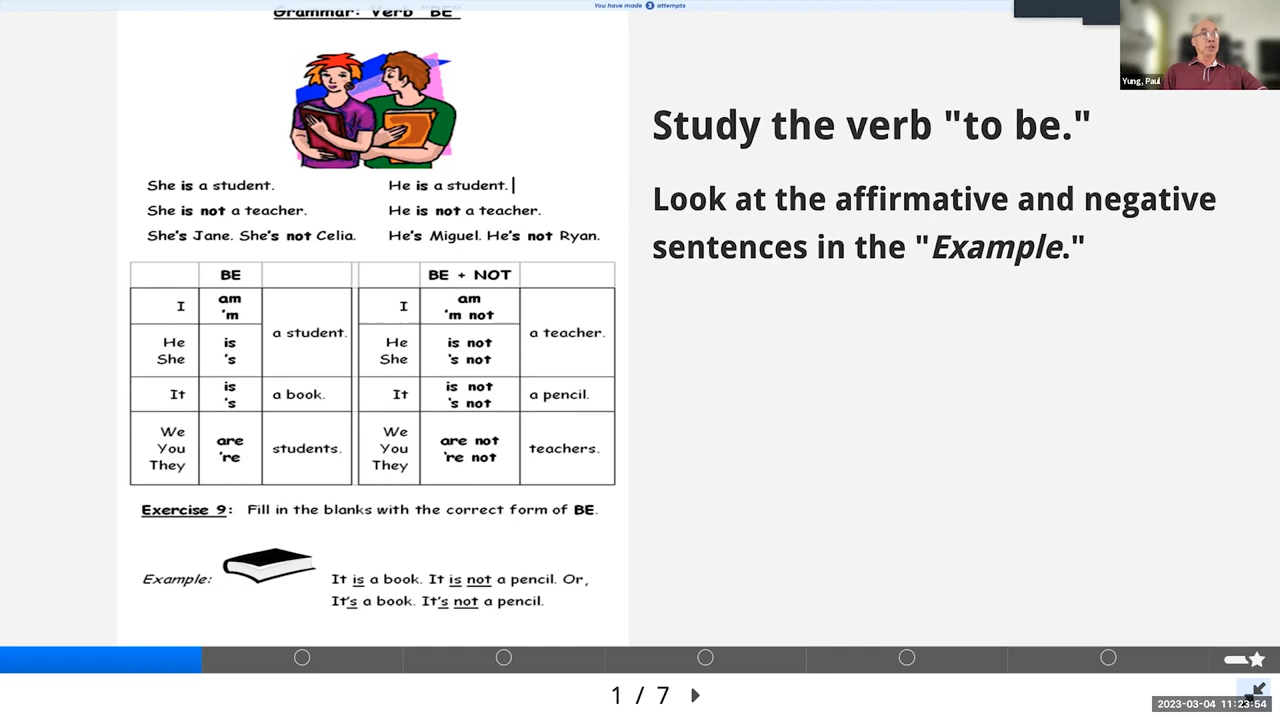 You have made 3 attempts
Grammar: Verb "BE"
Yung, Paul
She is a student.
He is a student.
She is not a teacher.
He is not a teacher.
She's Jane. She's not Celia.
He's Miguel. He's not Ryan.
BE
I
am
'm
a student.
He
She
is
's
It
is
's
a book.
We
You
They
are
're
students.
BE + NOT
I
am
'm not
a teacher.
He
She
is not
's not
It
is not
's not
a pencil.
We
You
They
are not
're not
teachers.
Exercise 9: Fill in the blanks with the correct form of BE.
Example:
It is a book. It is not a pencil. Or,
It's a book. It's not a pencil.
Study the verb "to be."
Look at the affirmative and negative
sentences in the "Example."
1 / 7
2023-03-04 11:23:54